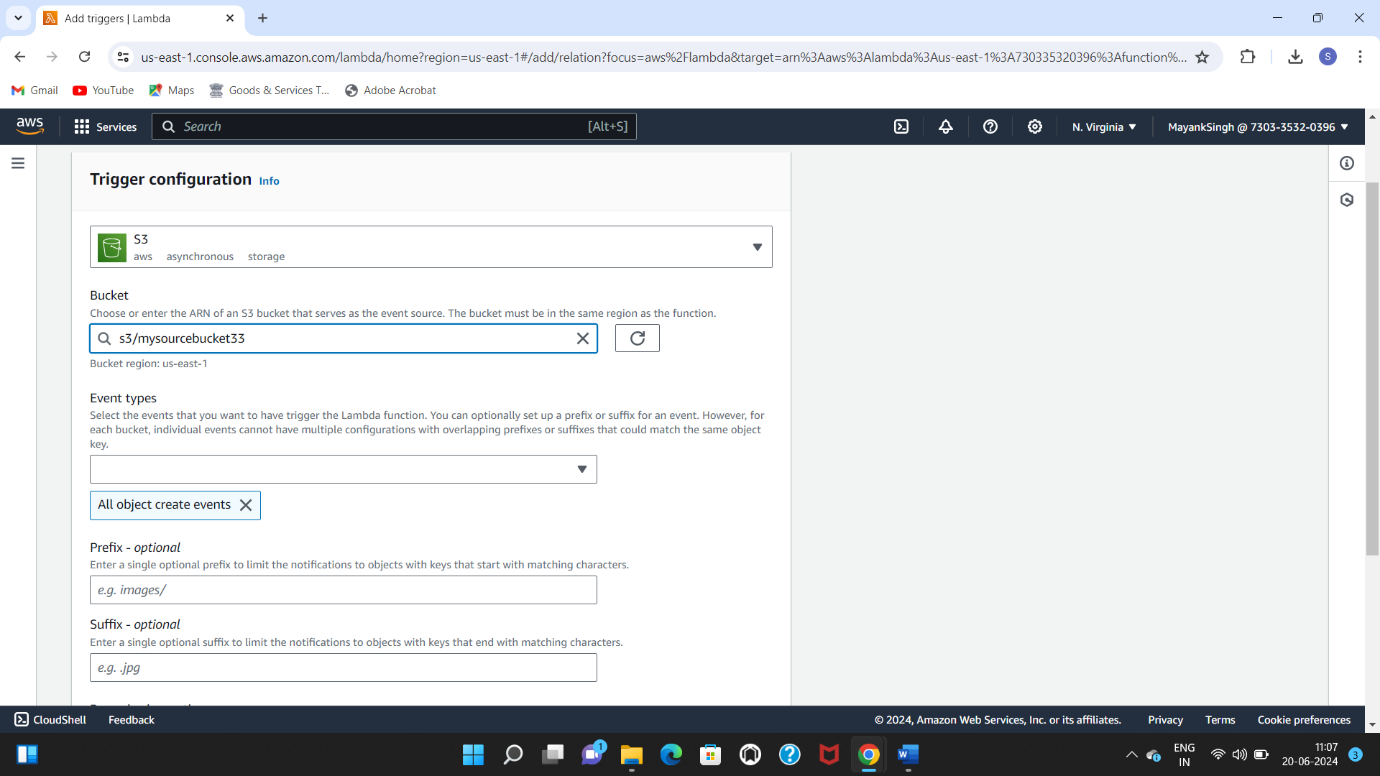 Add triggers | Lambda
us-east-1.console.aws.amazon.com/lambda/home?region=us-east-1#/add/relation?focus=aws%2Flambda&target=arn%3Aaws%3Alambda%3Aus-east-1%3A730335320396%3Afunction%...
S
Gmail YouTube Maps Goods & Services T... Adobe Acrobat
aws Services Search [Alt+S] N. Virginia MayankSingh @ 7303-3532-0396
Trigger configuration Info
S3
aws asynchronous storage
Bucket
Choose or enter the ARN of an S3 bucket that serves as the event source. The bucket must be in the same region as the function.
s3/mysourcebucket33
Bucket region: us-east-1
Event types
Select the events that you want to have trigger the Lambda function. You can optionally set up a prefix or suffix for an event. However, for
each bucket, individual events cannot have multiple configurations with overlapping prefixes or suffixes that could match the same object
key.
All object create events
Prefix - optional
Enter a single optional prefix to limit the notifications to objects with keys that start with matching characters.
e.g. images/
Suffix - optional
Enter a single optional suffix to limit the notifications to objects with keys that end with matching characters.
e.g. .jpg
CloudShell Feedback © 2024, Amazon Web Services, Inc. or its affiliates. Privacy Terms Cookie preferences
1
ENG
IN
11:07
20-06-2024
3